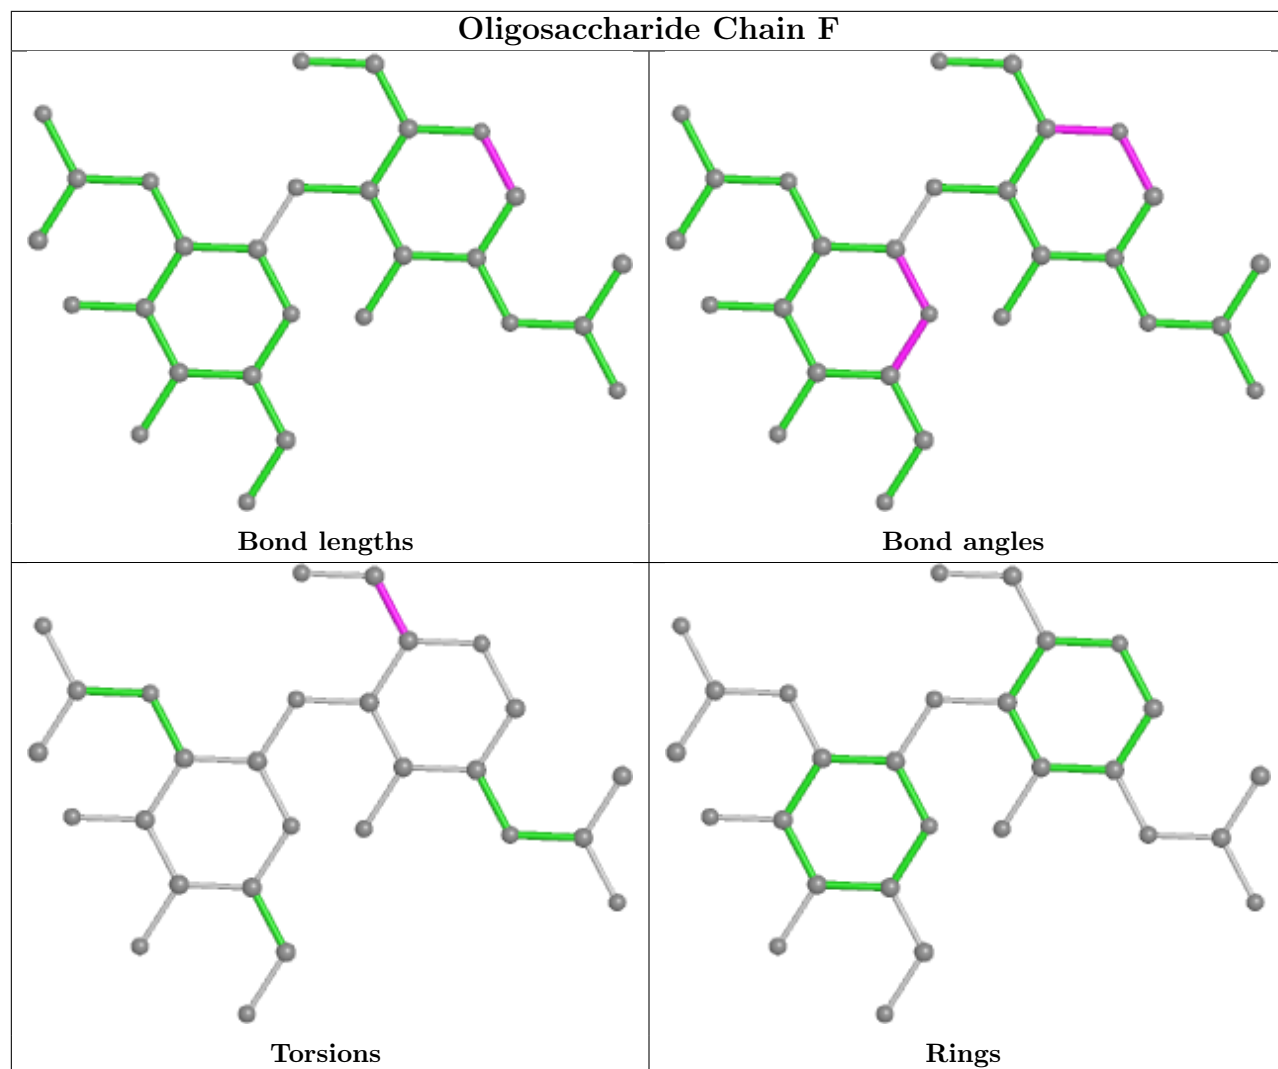 Oligosaccharide Chain F
Bond lengths
Bond angles
Torsions
Rings